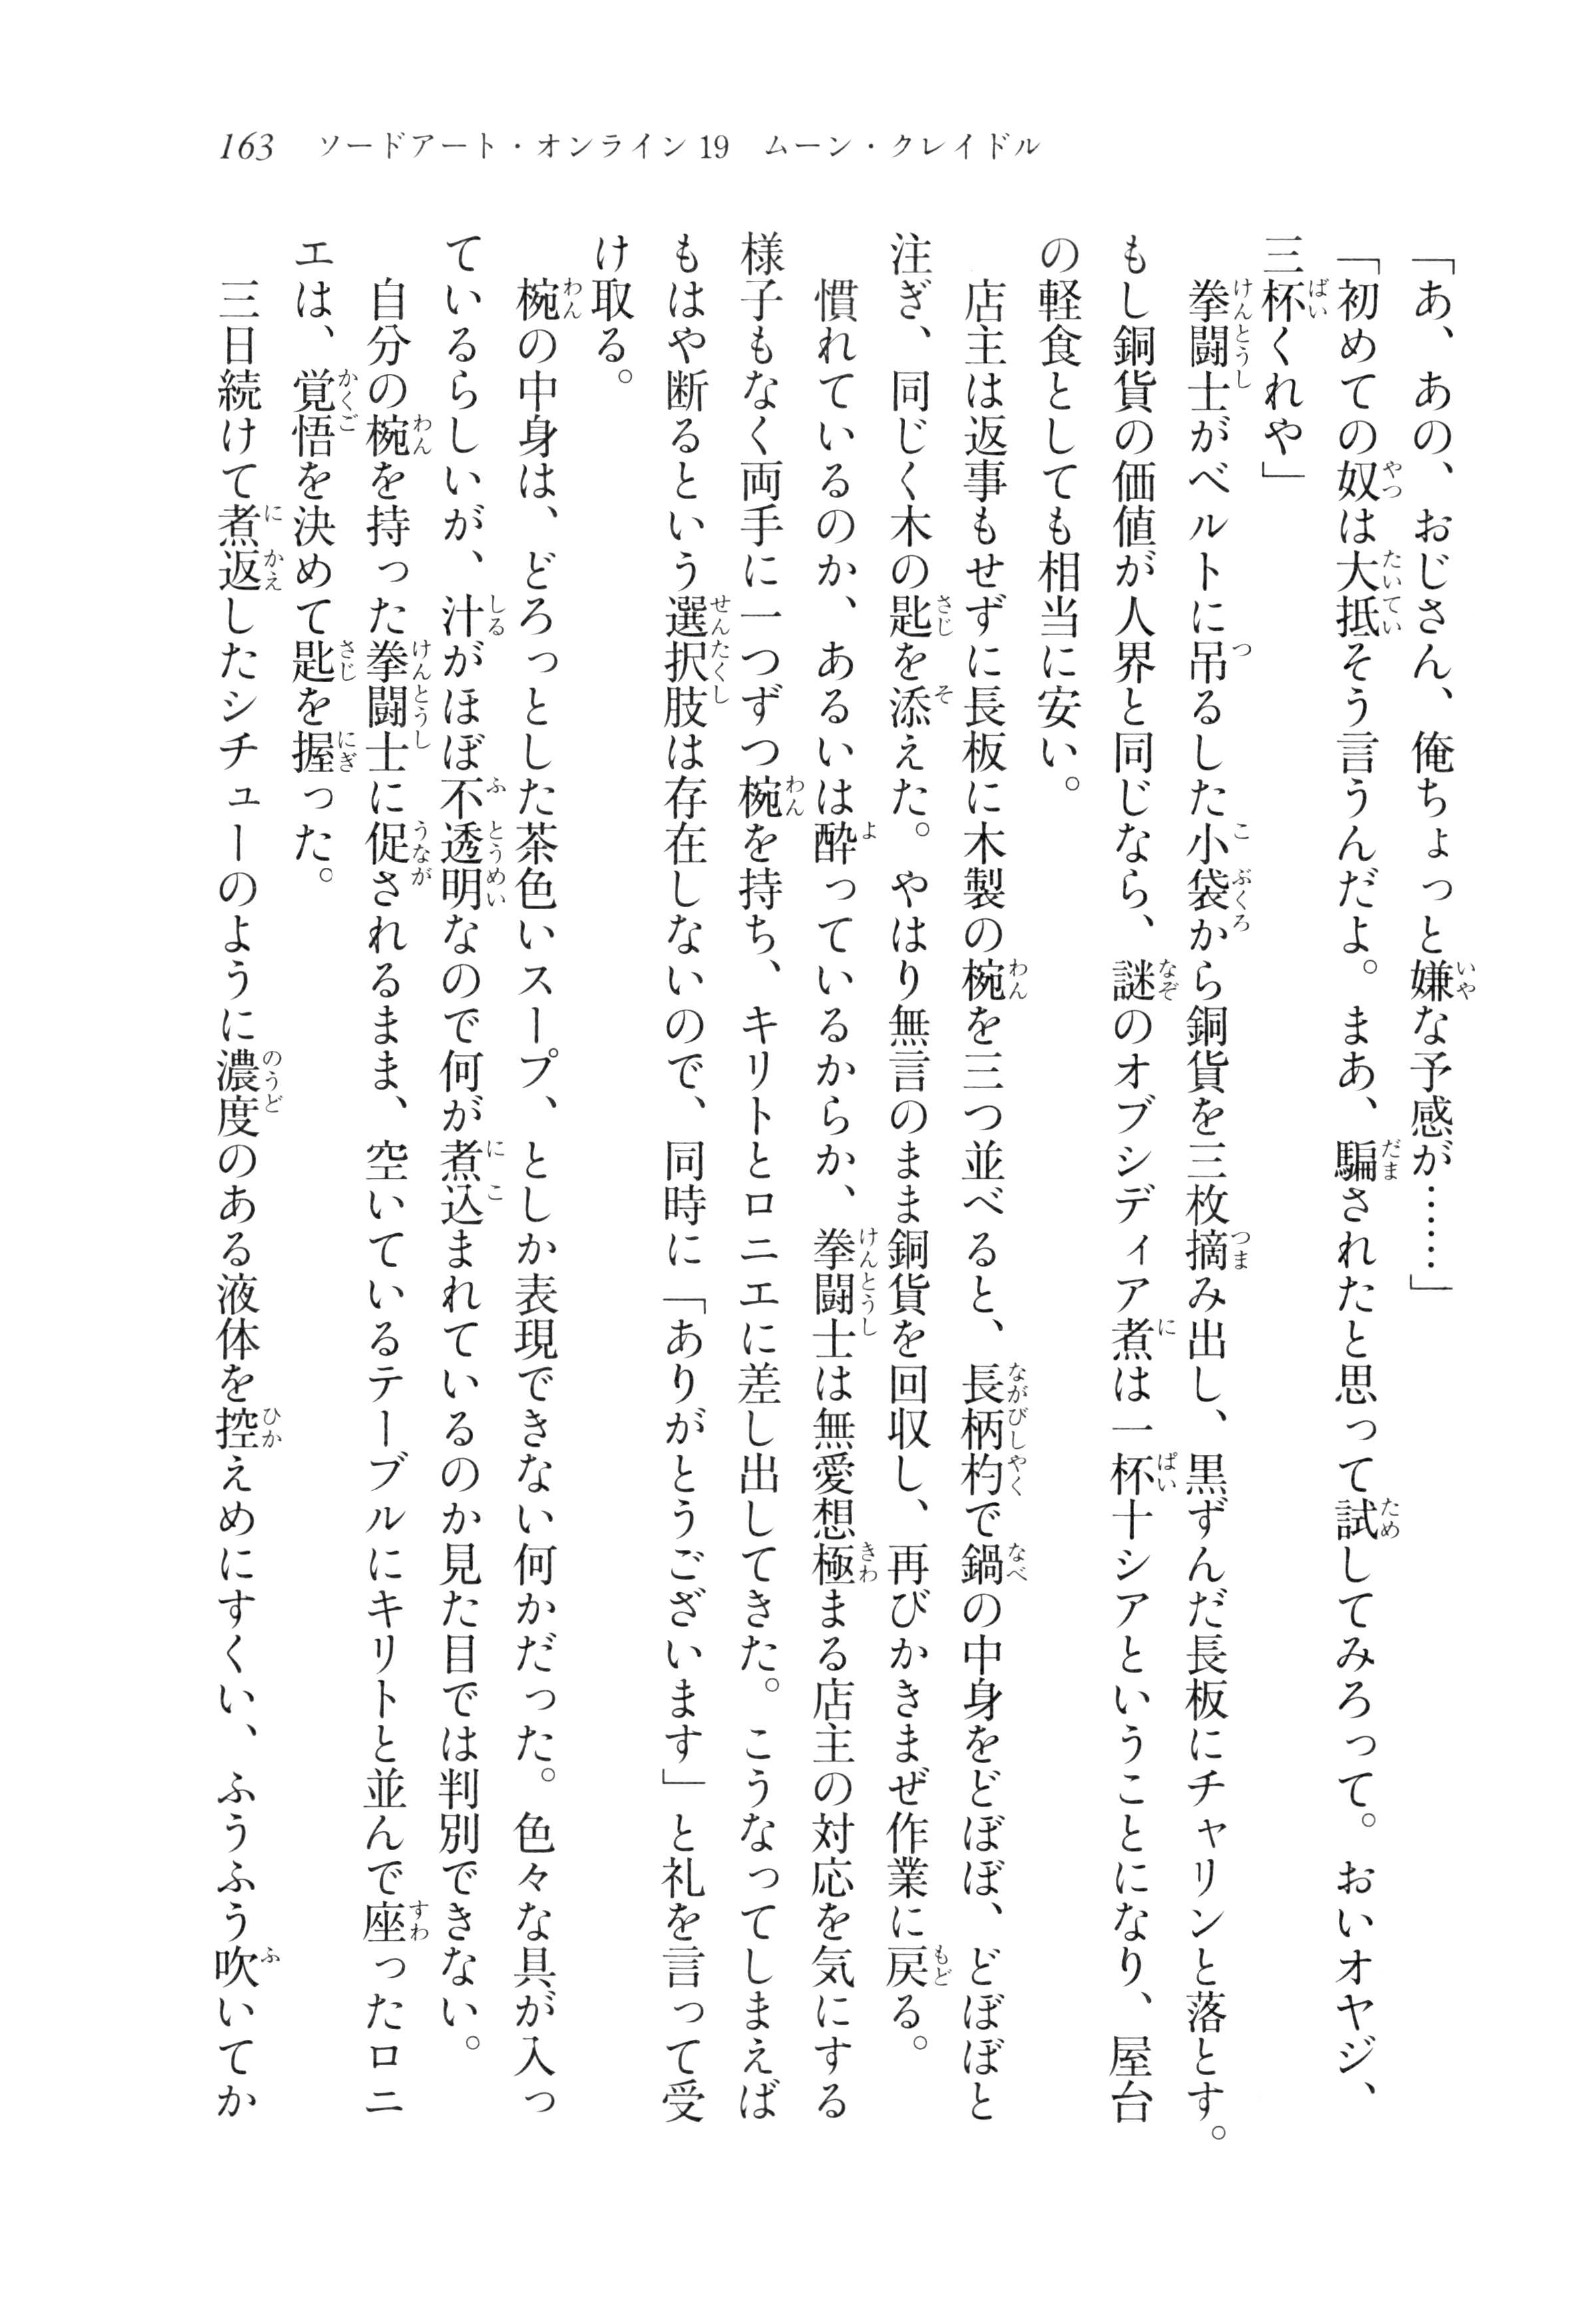 163 ソードアート・オンライン19 ムーン・クレイドル
「あ、あの、おじさん、俺ちょっと嫌な予感が……」
「初めての奴は大抵そう言うんだよ。まあ、騙されたと思って試してみろって。おいオヤジ、
三杯くれや」
　拳闘士がベルトに吊るした小袋から銅貨を三枚摘み出し、黒ずんだ長板にチャリンと落とす。
もし銅貨の価値が人界と同じなら、謎のオブシディア煮は一杯十シアということになり、屋台
の軽食としても相当に安い。
　店主は返事もせずに長板に木製の椀を三つ並べると、長柄杓で鍋の中身をどぼぼ、どぼぼと
注ぎ、同じく木の匙を添えた。やはり無言のまま銅貨を回収し、再びかきまぜ作業に戻る。
　慣れているのか、あるいは酔っているからか、拳闘士は無愛想極まる店主の対応を気にする
様子もなく両手に一つずつ椀を持ち、キリトとロニエに差し出してきた。こうなってしまえば
もはや断るという選択肢は存在しないので、同時に「ありがとうございます」と礼を言って受
け取る。
　椀の中身は、どろっとした茶色いスープ、としか表現できない何かだった。色々な具が入っ
ているらしいが、汁がほぼ不透明なので何が煮込まれているのか見た目では判別できない。
　自分の椀を持った拳闘士に促されるまま、空いているテーブルにキリトと並んで座ったロニ
エは、覚悟を決めて匙を握った。
　三日続けて煮返したシチューのように濃度のある液体を控えめにすくい、ふうふう吹いてか